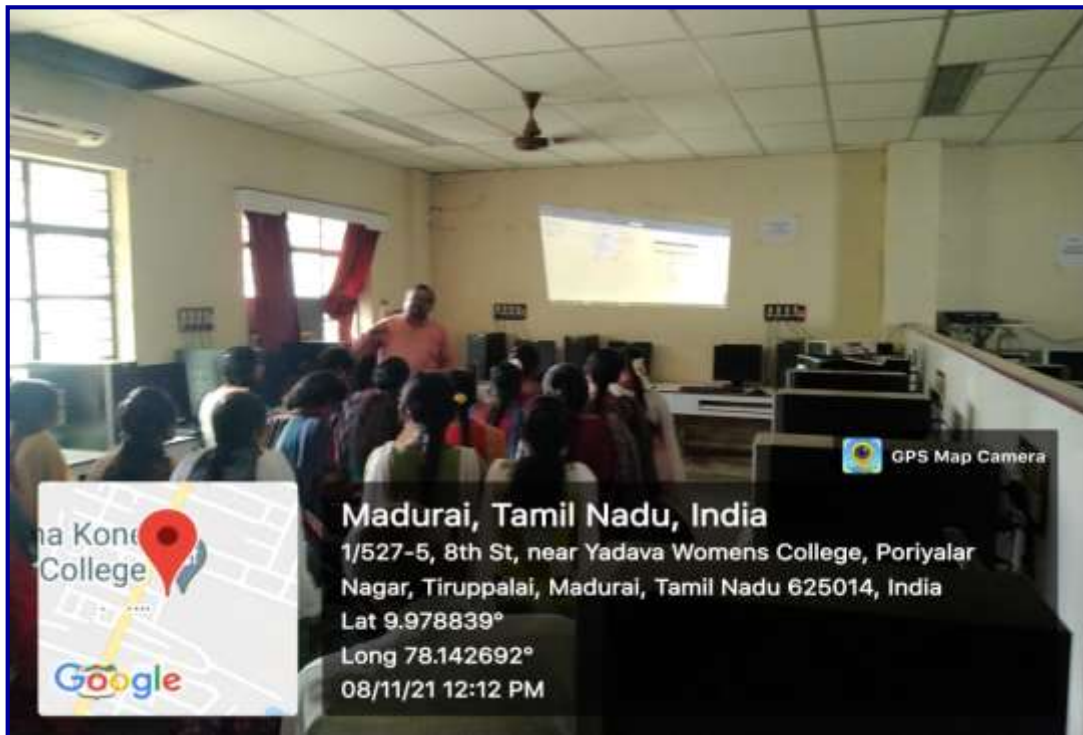 GPS Map Camera
Madurai, Tamil Nadu, India
1/527-5, 8th St, near Yadava Womens College, Poriyalar
Nagar, Tiruppalai, Madurai, Tamil Nadu 625014, India
Lat 9.978839°
Long 78.142692°
08/11/21 12:12 PM
na Kone
College
Google